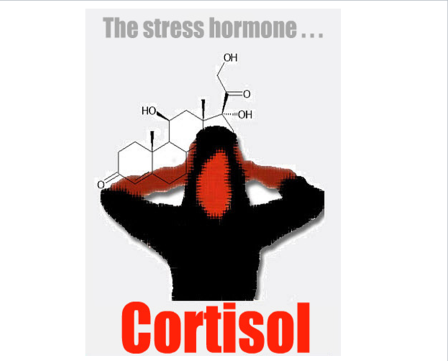 The stress hormone . . .
OH
O
HO
OH
O
Cortisol